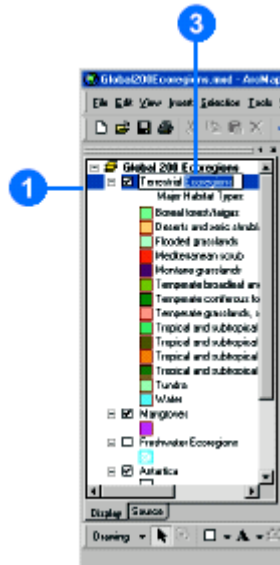 3
Global200Ecoregions.mxd - ArcMap
File Edit View Insert Selection Tools
Global 200 Ecoregions
1
Terrestrial Ecoregions
Major Habitat Types
Boreal forest/taigas
Deserts and xeric shrubl
Flooded grasslands
Mediterranean scrub
Montane grasslands
Temperate broadleaf an
Temperate coniferous fo
Temperate grasslands, s
Tropical and subtropical
Tropical and subtropical
Tropical and subtropical
Tropical and subtropical
Tundra
Water
Mangroves
Freshwater Ecoregions
Antartica
Display Source
Drawing A